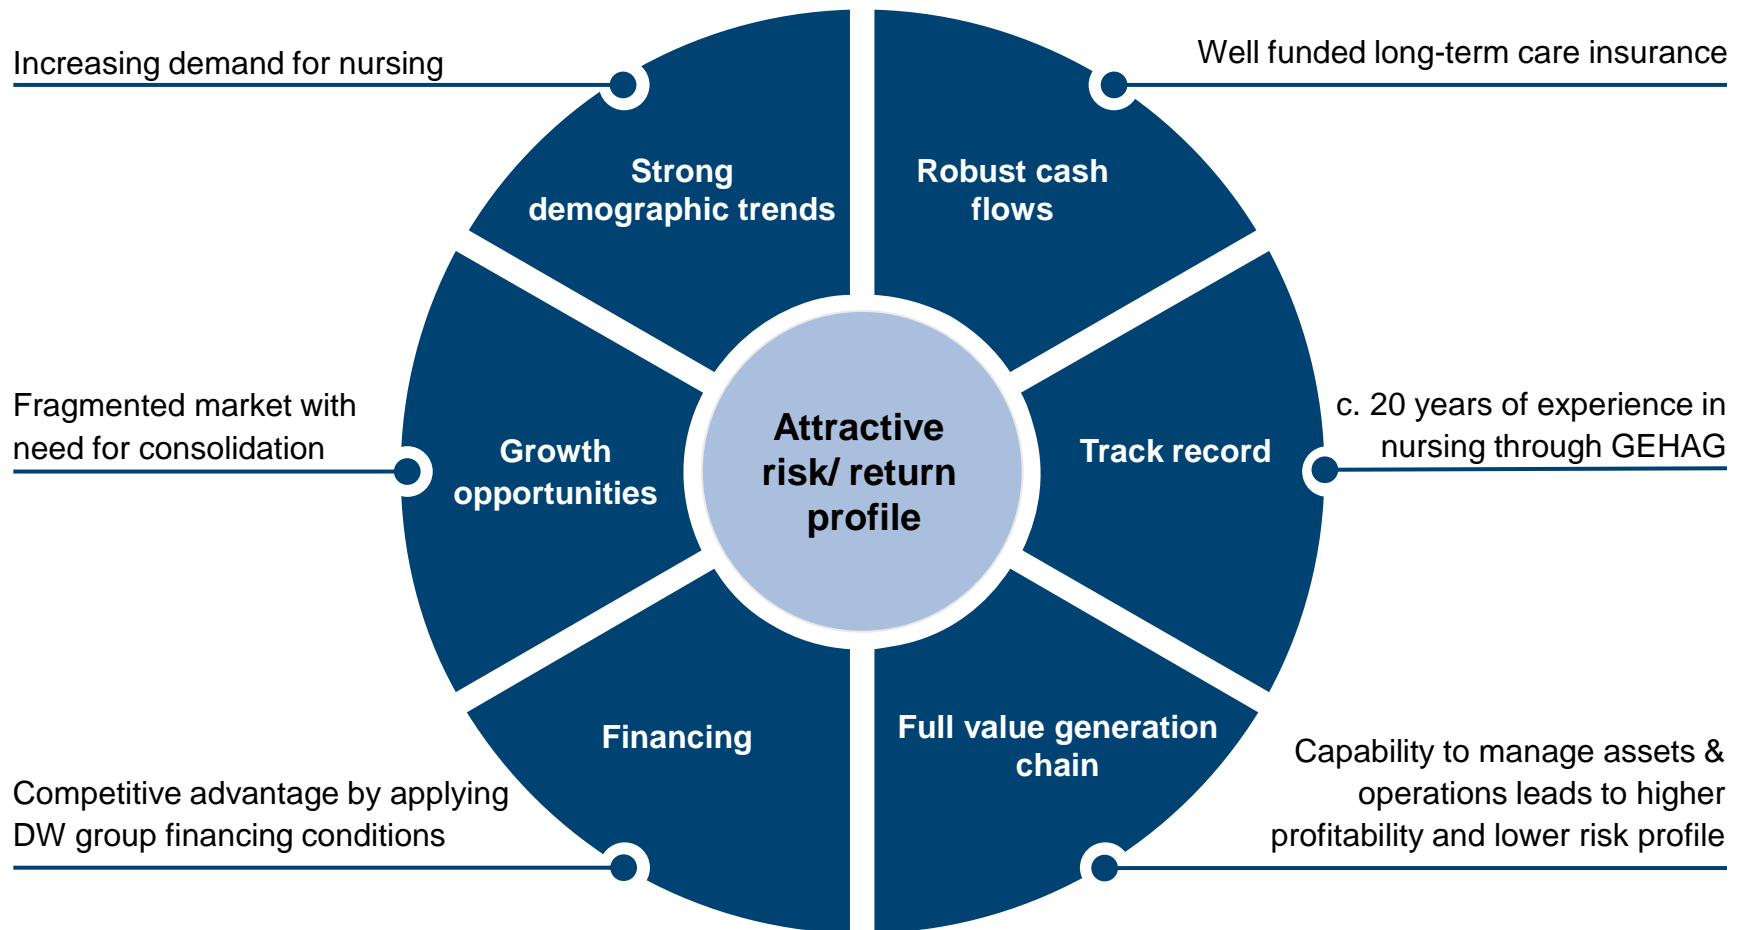 Increasing demand for nursing
Well funded long-term care insurance
Strong
demographic trends
Robust cash
flows
Fragmented market with
need for consolidation
Growth
opportunities
Attractive
risk/ return
profile
Track record
c. 20 years of experience in
nursing through GEHAG
Financing
Full value generation
chain
Competitive advantage by applying
DW group financing conditions
Capability to manage assets &
operations leads to higher
profitability and lower risk profile